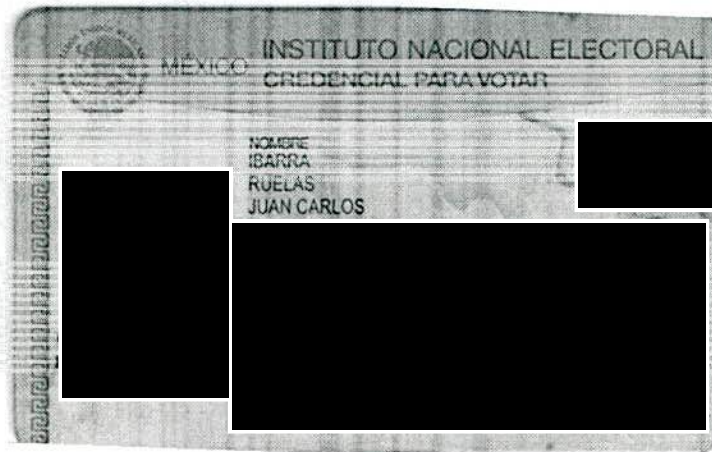 MÉXICO
INSTITUTO NACIONAL ELECTORAL
CREDENCIAL PARA VOTAR
NOMBRE
IBARRA
RUELAS
JUAN CARLOS